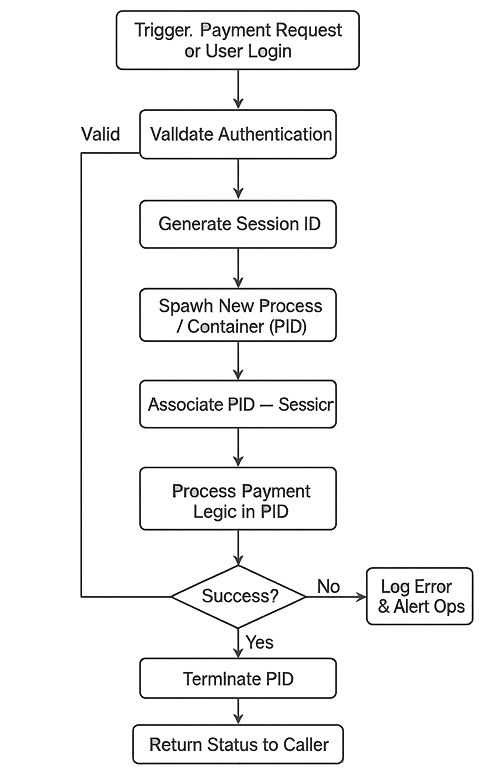 Trigger. Payment Request
or User Login
Valid
Valldate Authentication
Generate Session ID
Spawh New Process
/ Container (PID)
Associate PID — Sessicr
Process Payment
Legic in PID
Success?
No
Log Error
& Alert Ops
Yes
Termlnate PID
Return Status to Caller